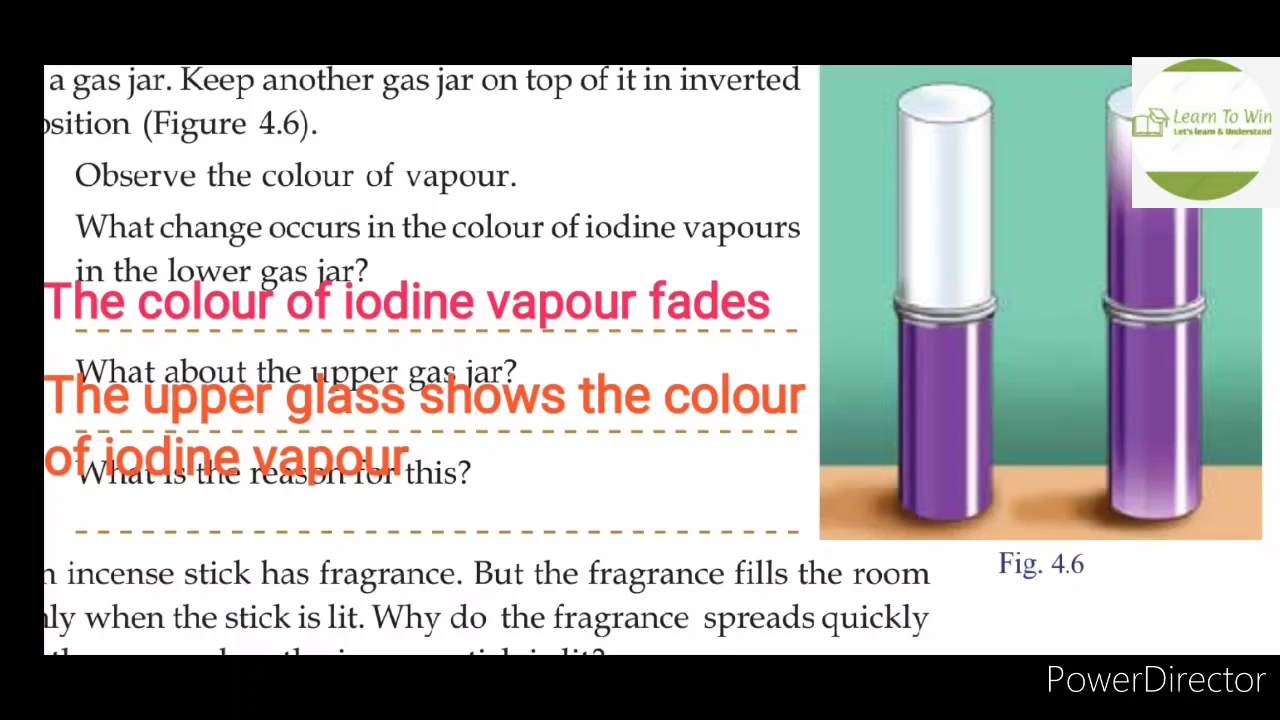 a gas jar. Keep another gas jar on top of it in inverted
osition (Figure 4.6).
Observe the colour of vapour.
What change occurs in the colour of iodine vapours
in the lower gas jar?
The colour of iodine vapour fades
What about the upper gas jar?
The upper glass shows the colour
of iodine vapour
What is the reason for this?
n incense stick has fragrance. But the fragrance fills the room
nly when the stick is lit. Why do the fragrance spreads quickly
Fig. 4.6
Learn To Win
Let's learn & Understand
PowerDirector